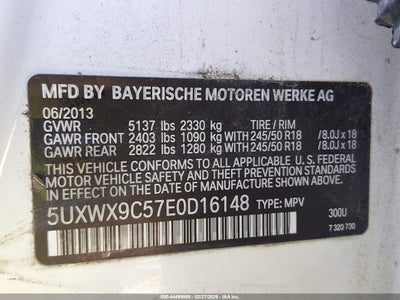 MFD BY BAYERISCHE MOTOREN WERKE AG
06/2013
GVWR 5137 lbs 2330 kg TIRE / RIM
GAWR FRONT 2403 lbs 1090 kg WITH 245/50 R18 /8.0J x 18
GAWR REAR 2822 lbs 1280 kg WITH 245/50 R18 /8.0J x 18
THIS VEHICLE CONFORMS TO ALL APPLICABLE U. S. FEDERAL
MOTOR VEHICLE SAFETY, BUMPER, AND THEFT PREVENTION STANDARDS
IN EFFECT ON THE DATE OF MANUFACTURE SHOWN ABOVE.
5UXWX9C57E0D16148 TYPE: MPV
300U
7 320 730